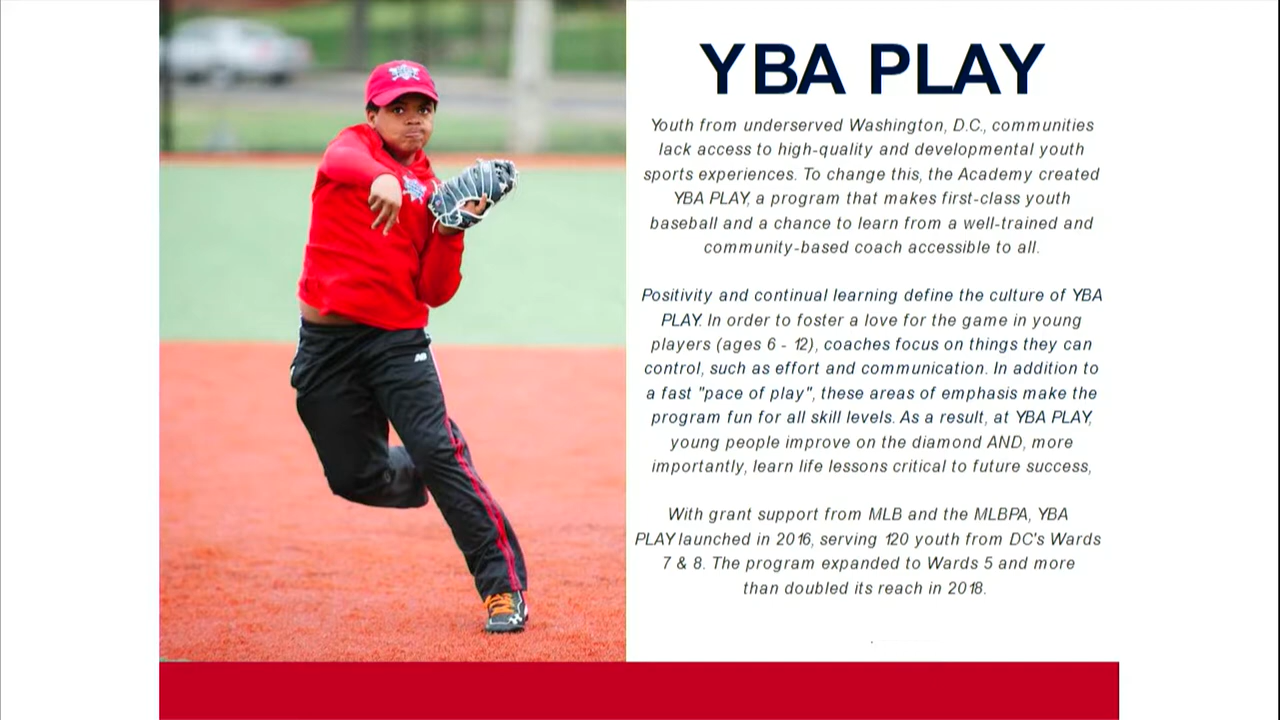 YBA PLAY
Youth from underserved Washington, D.C., communities
lack access to high-quality and developmental youth
sports experiences. To change this, the Academy created
YBA PLAY, a program that makes first-class youth
baseball and a chance to learn from a well-trained and
community-based coach accessible to all.
Positivity and continual learning define the culture of YBA
PLAY. In order to foster a love for the game in young
players (ages 6 - 12), coaches focus on things they can
control, such as effort and communication. In addition to
a fast "pace of play", these areas of emphasis make the
program fun for all skill levels. As a result, at YBA PLAY,
young people improve on the diamond AND, more
importantly, learn life lessons critical to future success,
With grant support from MLB and the MLBPA, YBA
PLAY launched in 2016, serving 120 youth from DC's Wards
7 & 8. The program expanded to Wards 5 and more
than doubled its reach in 2018.